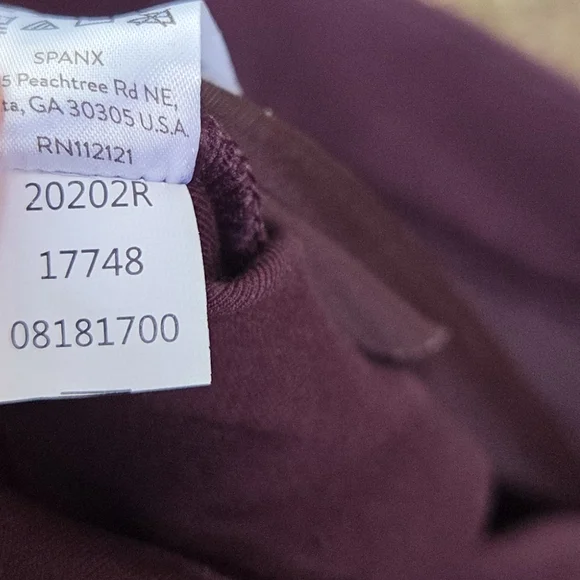 SPANX
5 Peachtree Rd NE,
ta, GA 30305 U.S.A.
RN112121
20202R
17748
08181700